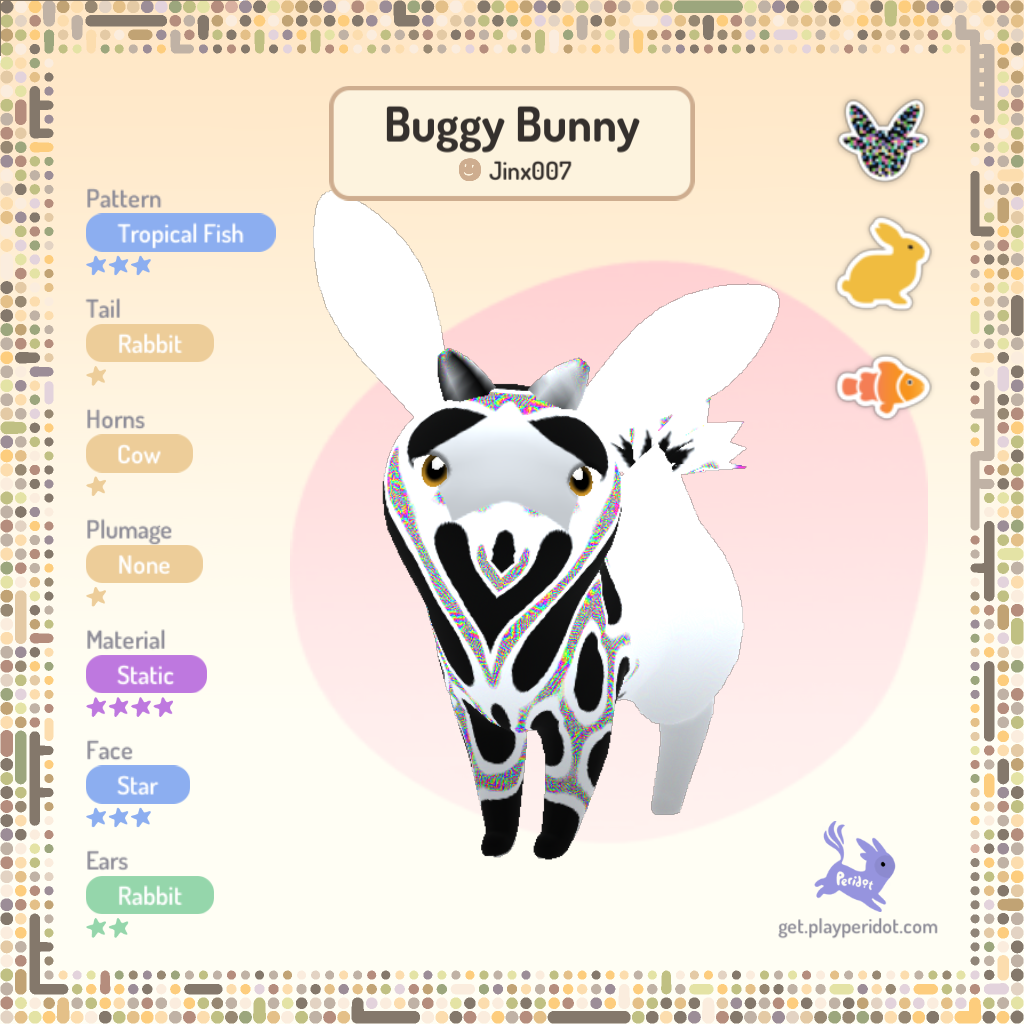 Buggy Bunny
Jinx007
Pattern
Tropical Fish
Tail
Rabbit
Horns
Cow
Plumage
None
Material
Static
Face
Star
Ears
Rabbit
Peridot
get.playperidot.com